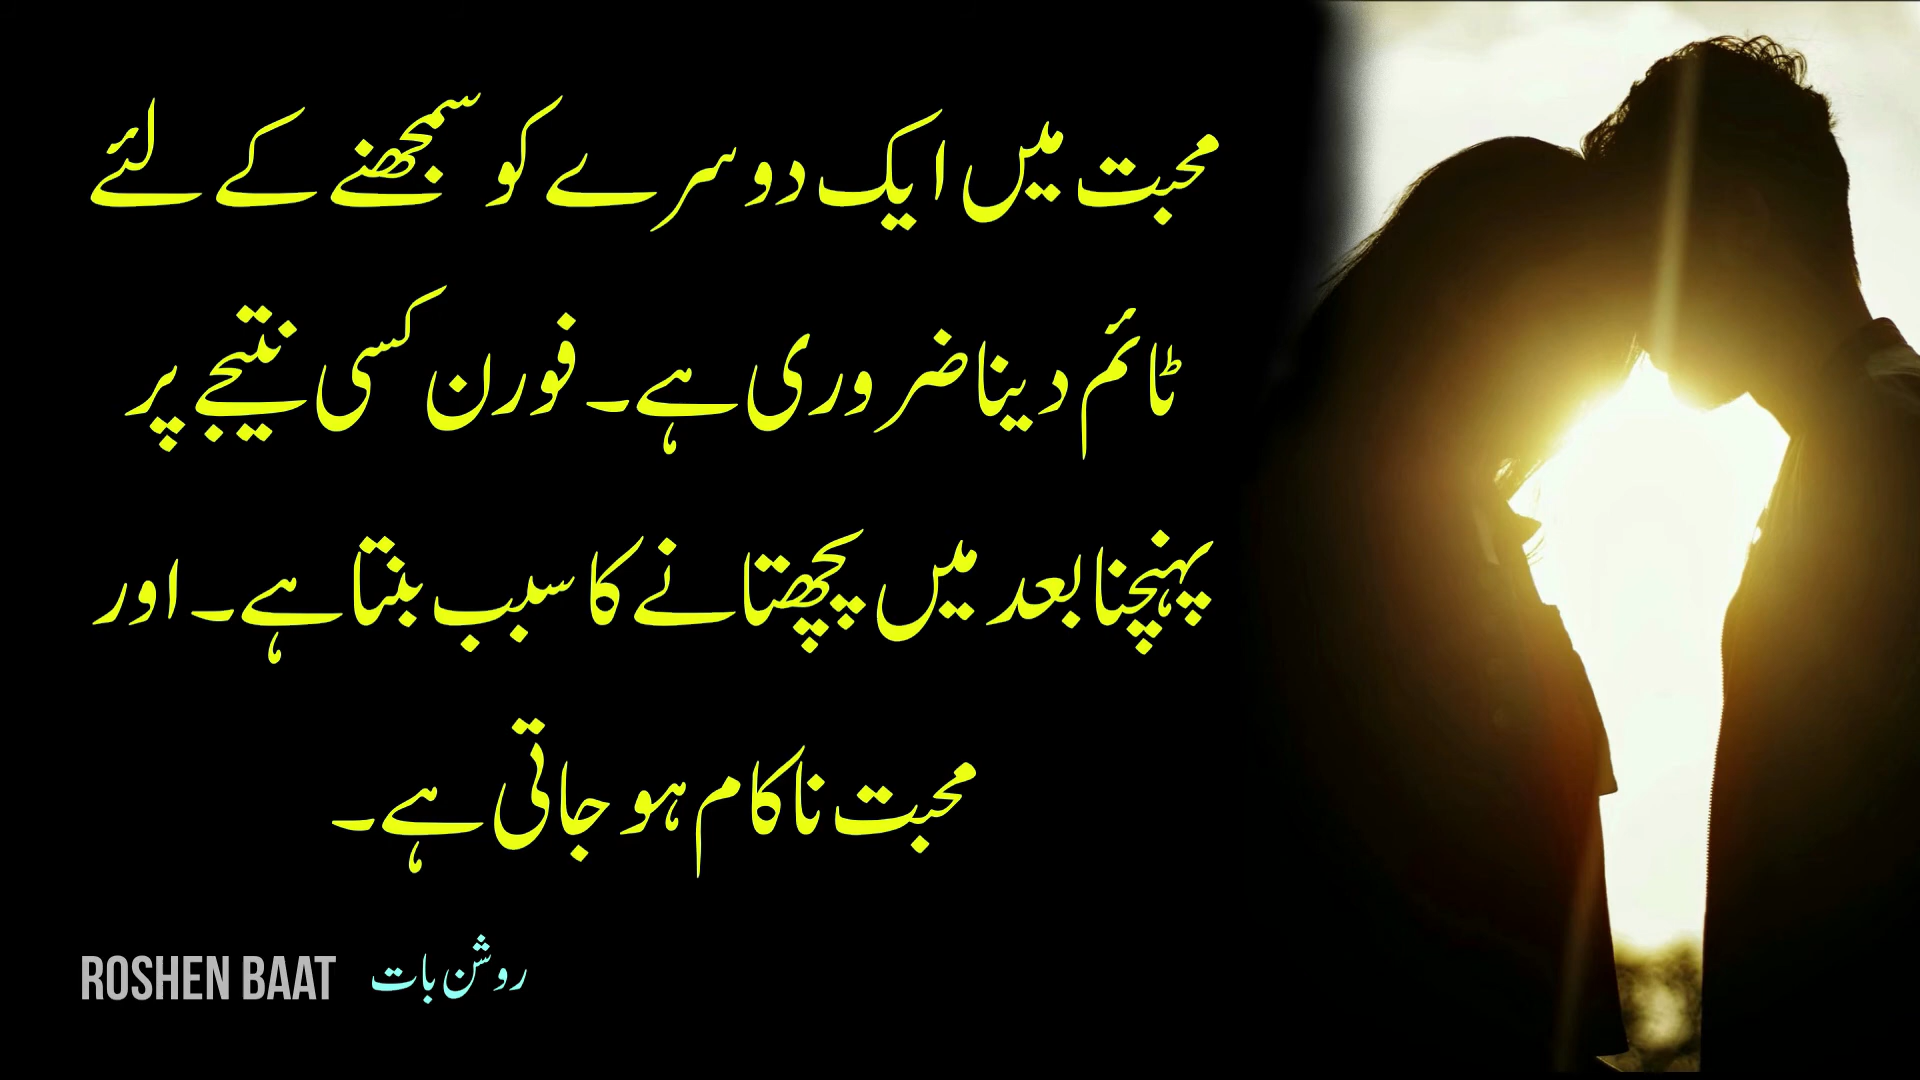 محبت میں ایک دوسرے کو سمجھنے کے لئے
ٹائم دینا ضروری ہے۔ فورن کسی نتیجے پر
پہنچنا بعد میں پچھتانے کا سبب بنتا ہے۔ اور
محبت ناکام ہو جاتی ہے۔
ROSHEN BAAT روشن بات